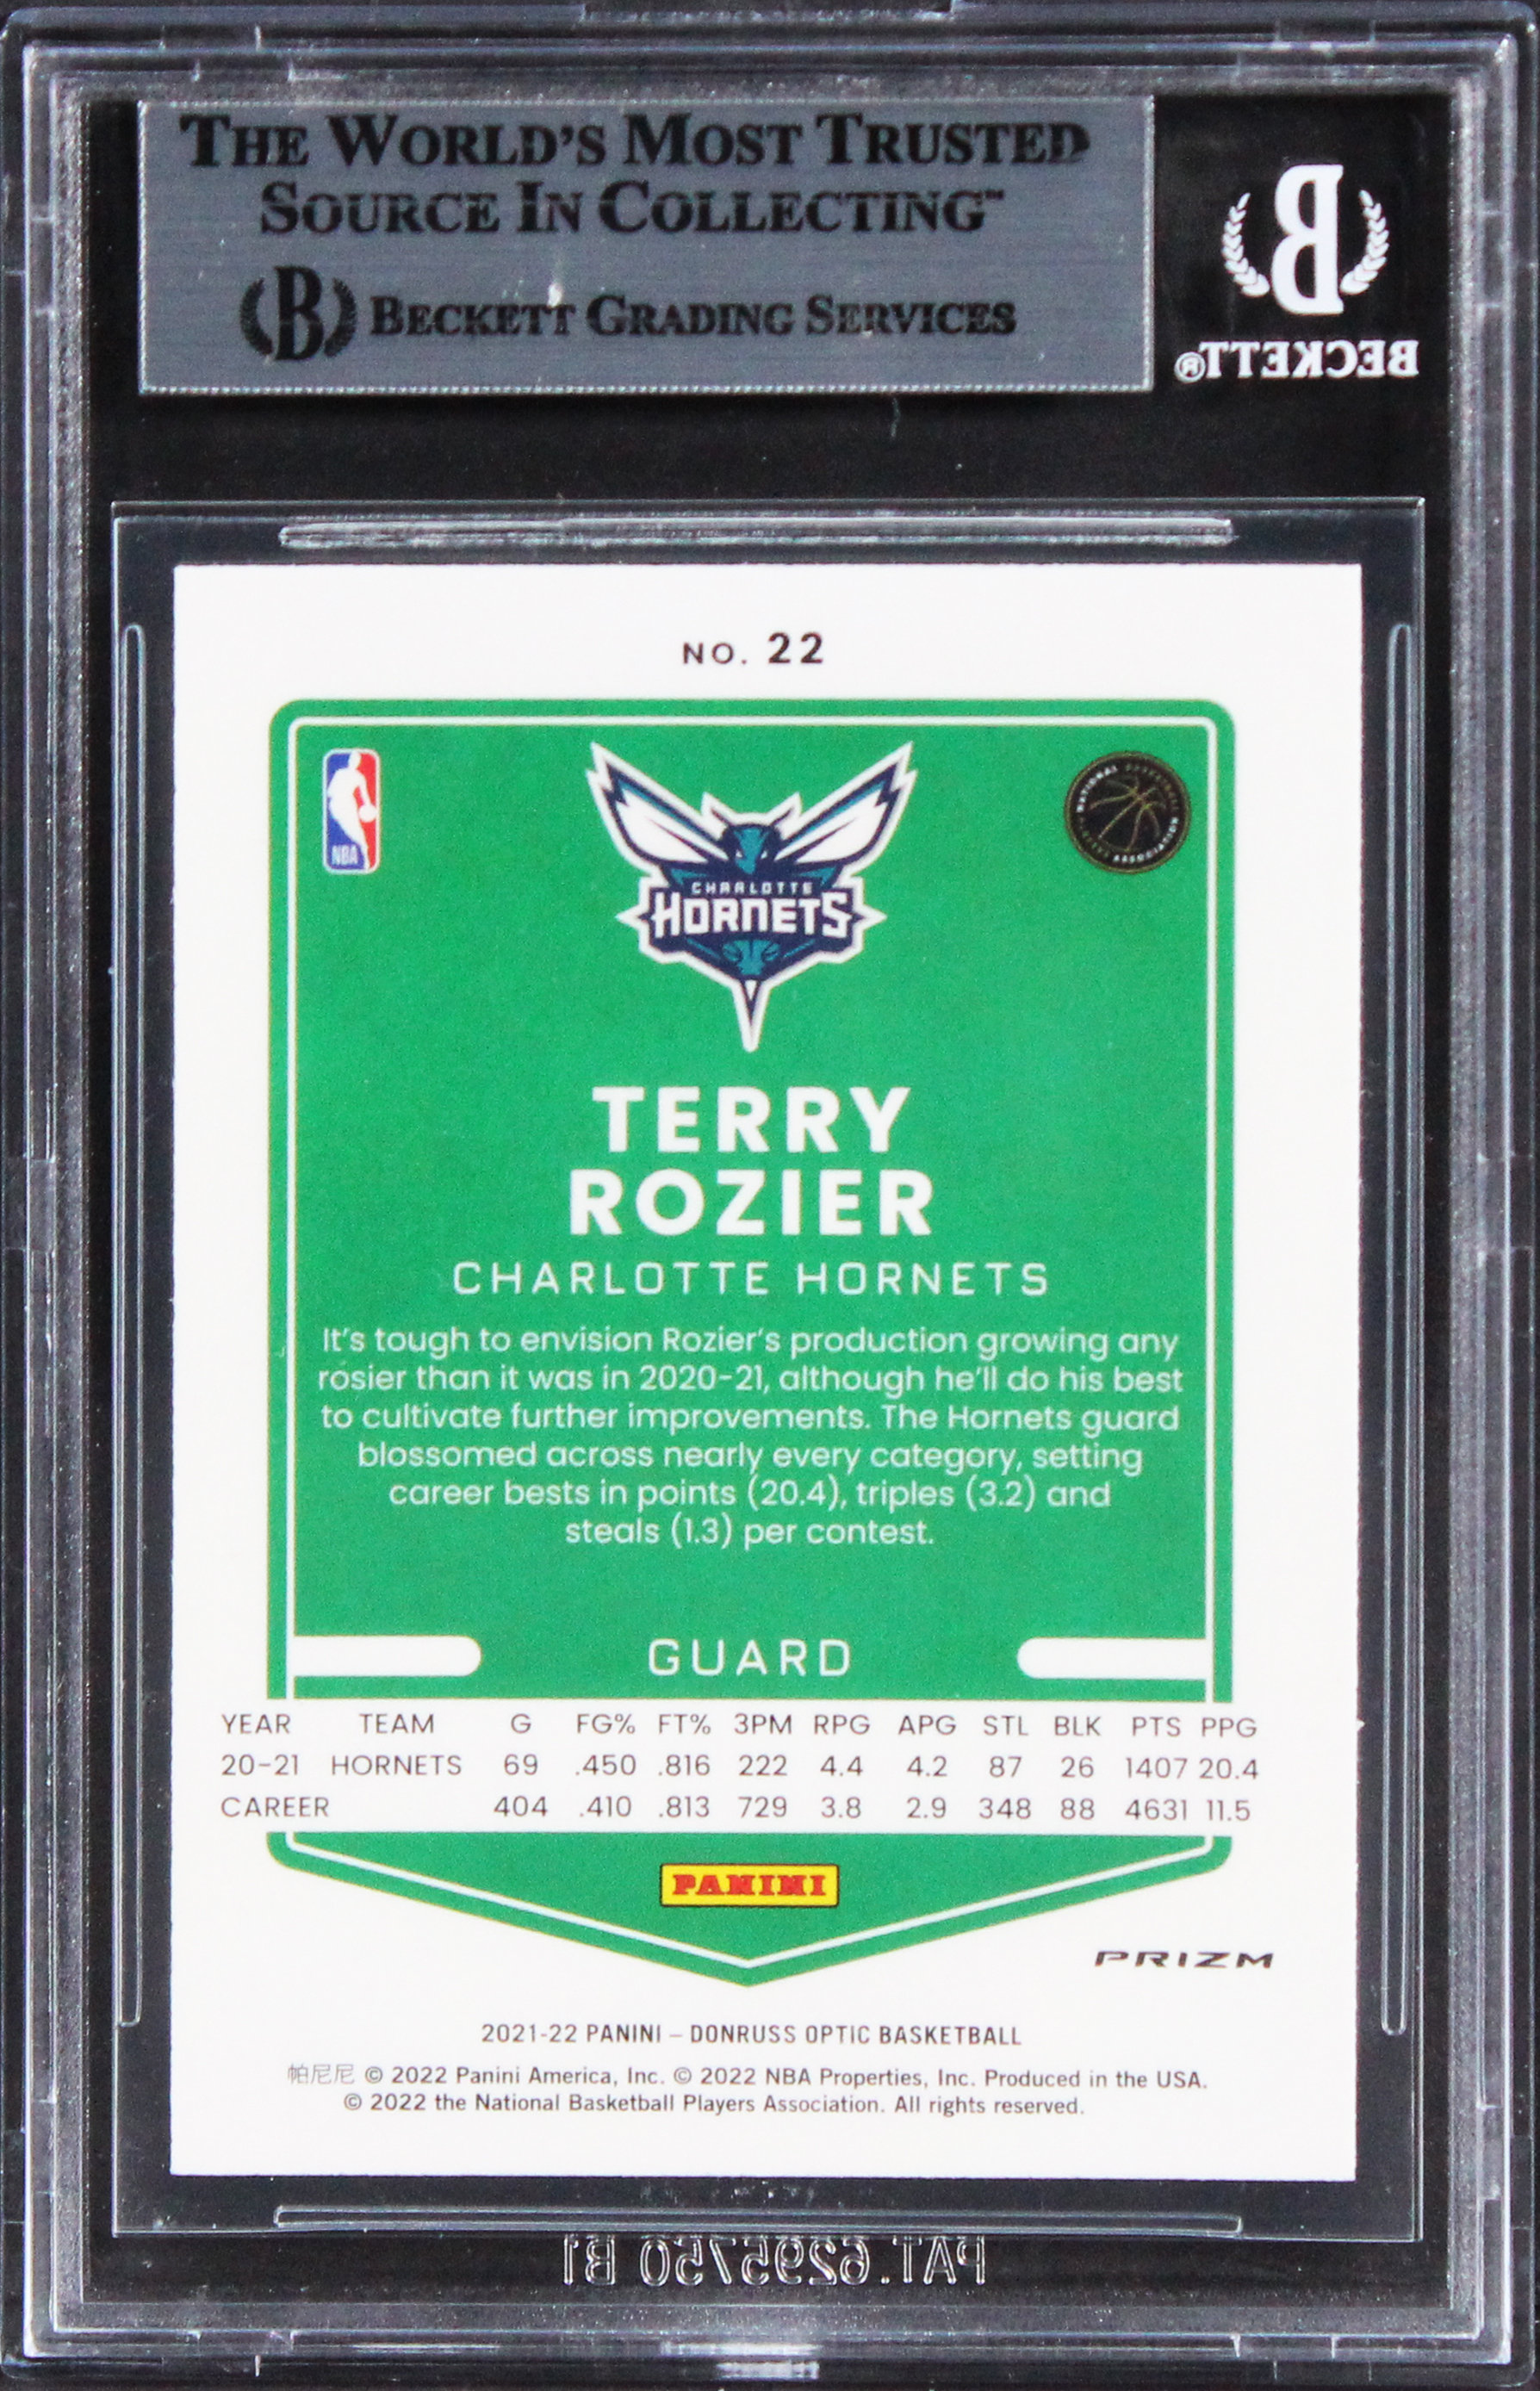 THE WORLD'S MOST TRUSTED
SOURCE IN COLLECTING™
B BECKETT GRADING SERVICES
B
BECKETT®
NO. 22
NBA
NATIONAL BASKETBALL PLAYERS ASSOCIATION
CHARLOTTE
HORNETS
TERRY
ROZIER
CHARLOTTE HORNETS
It's tough to envision Rozier's production growing any
rosier than it was in 2020-21, although he'll do his best
to cultivate further improvements. The Hornets guard
blossomed across nearly every category, setting
career bests in points (20.4), triples (3.2) and
steals (1.3) per contest.
GUARD
YEAR TEAM G FG% FT% 3PM RPG APG STL BLK PTS PPG
20-21 HORNETS 69 .450 .816 222 4.4 4.2 87 26 1407 20.4
CAREER 404 .410 .813 729 3.8 2.9 348 88 4631 11.5
PANINI
PRIZM
2021-22 PANINI – DONRUSS OPTIC BASKETBALL
帕尼尼 © 2022 Panini America, Inc. © 2022 NBA Properties, Inc. Produced in the USA.
© 2022 the National Basketball Players Association. All rights reserved.
PAT.6295750 B1